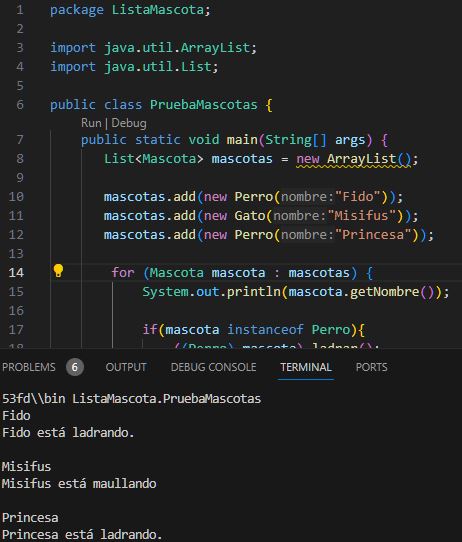 1 package ListaMascota;
2
3 import java.util.ArrayList;
4 import java.util.List;
5
6 public class PruebaMascotas {
Run | Debug
7 public static void main(String[] args) {
8 List<Mascota> mascotas = new ArrayList();
9
10 mascotas.add(new Perro(nombre:"Fido"));
11 mascotas.add(new Gato(nombre:"Misifus"));
12 mascotas.add(new Perro(nombre:"Princesa"));
13
14 for (Mascota mascota : mascotas) {
15 System.out.println(mascota.getNombre());
16
17 if(mascota instanceof Perro){
18 ((Perro) mascota).ladrar();
PROBLEMS 6 OUTPUT DEBUG CONSOLE TERMINAL PORTS
53fd\\bin ListaMascota.PruebaMascotas
Fido
Fido está ladrando.
Misifus
Misifus está maullando
Princesa
Princesa está ladrando.